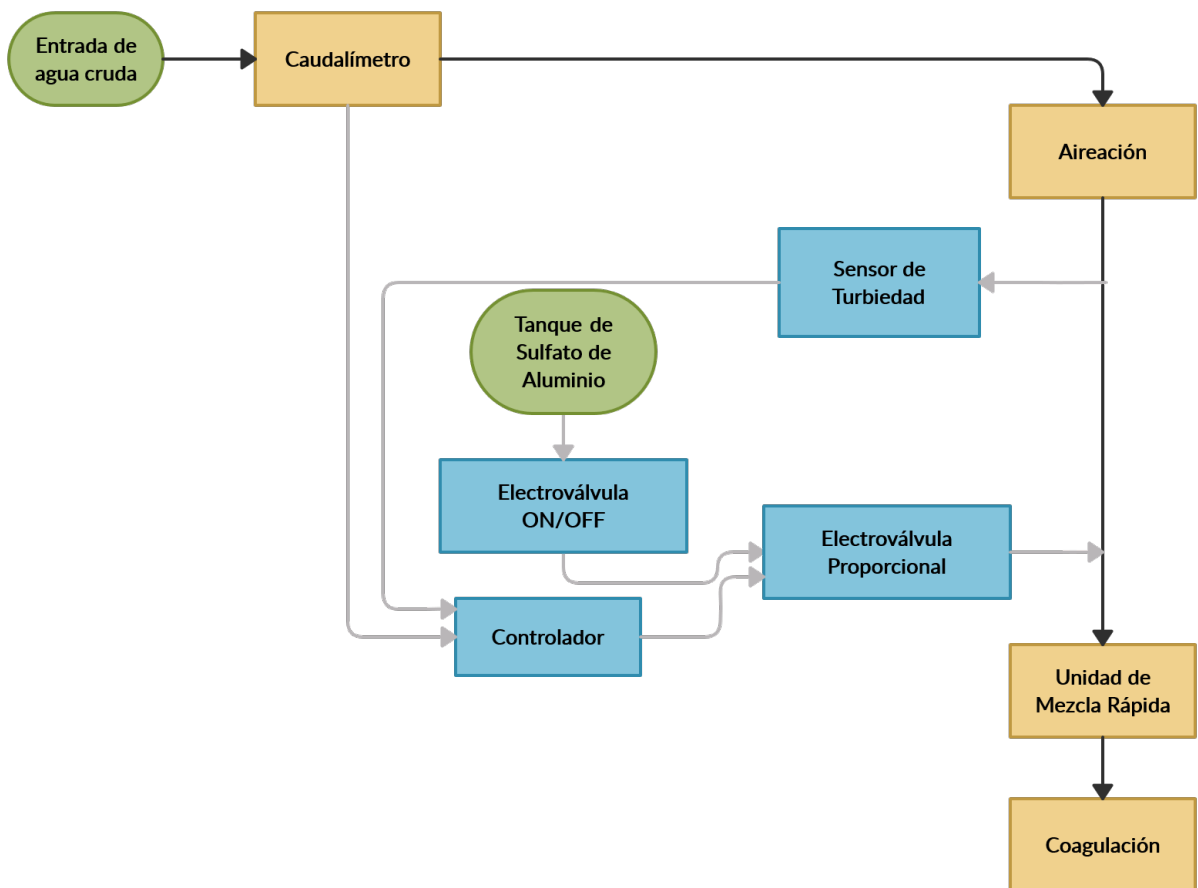 Entrada de
agua cruda
Caudalímetro
Aireación
Sensor de
Turbiedad
Tanque de
Sulfato de
Aluminio
Electroválvula
ON/OFF
Electroválvula
Proporcional
Controlador
Unidad de
Mezcla Rápida
Coagulación